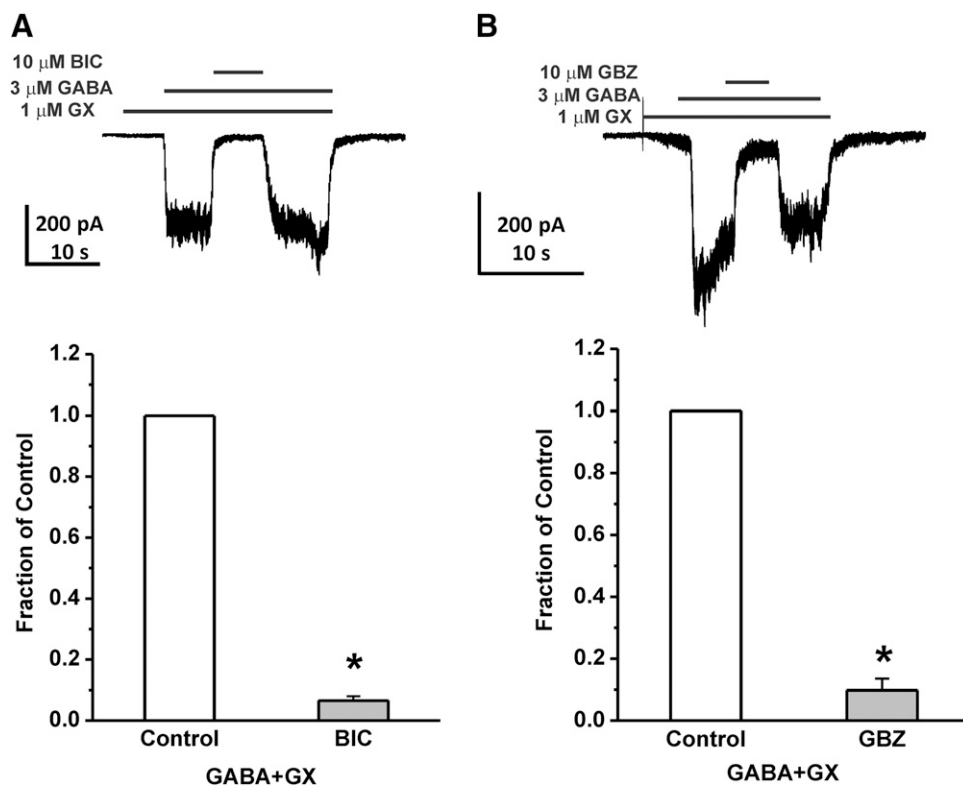 A
10 μM BIC
3 μM GABA
1 μM GX
200 pA
10 s
1.2
1.0
0.8
0.6
0.4
0.2
0.0
Fraction of Control
*
Control
BIC
GABA+GX
B
10 μM GBZ
3 μM GABA
1 μM GX
200 pA
10 s
1.2
1.0
0.8
0.6
0.4
0.2
0.0
Fraction of Control
*
Control
GBZ
GABA+GX